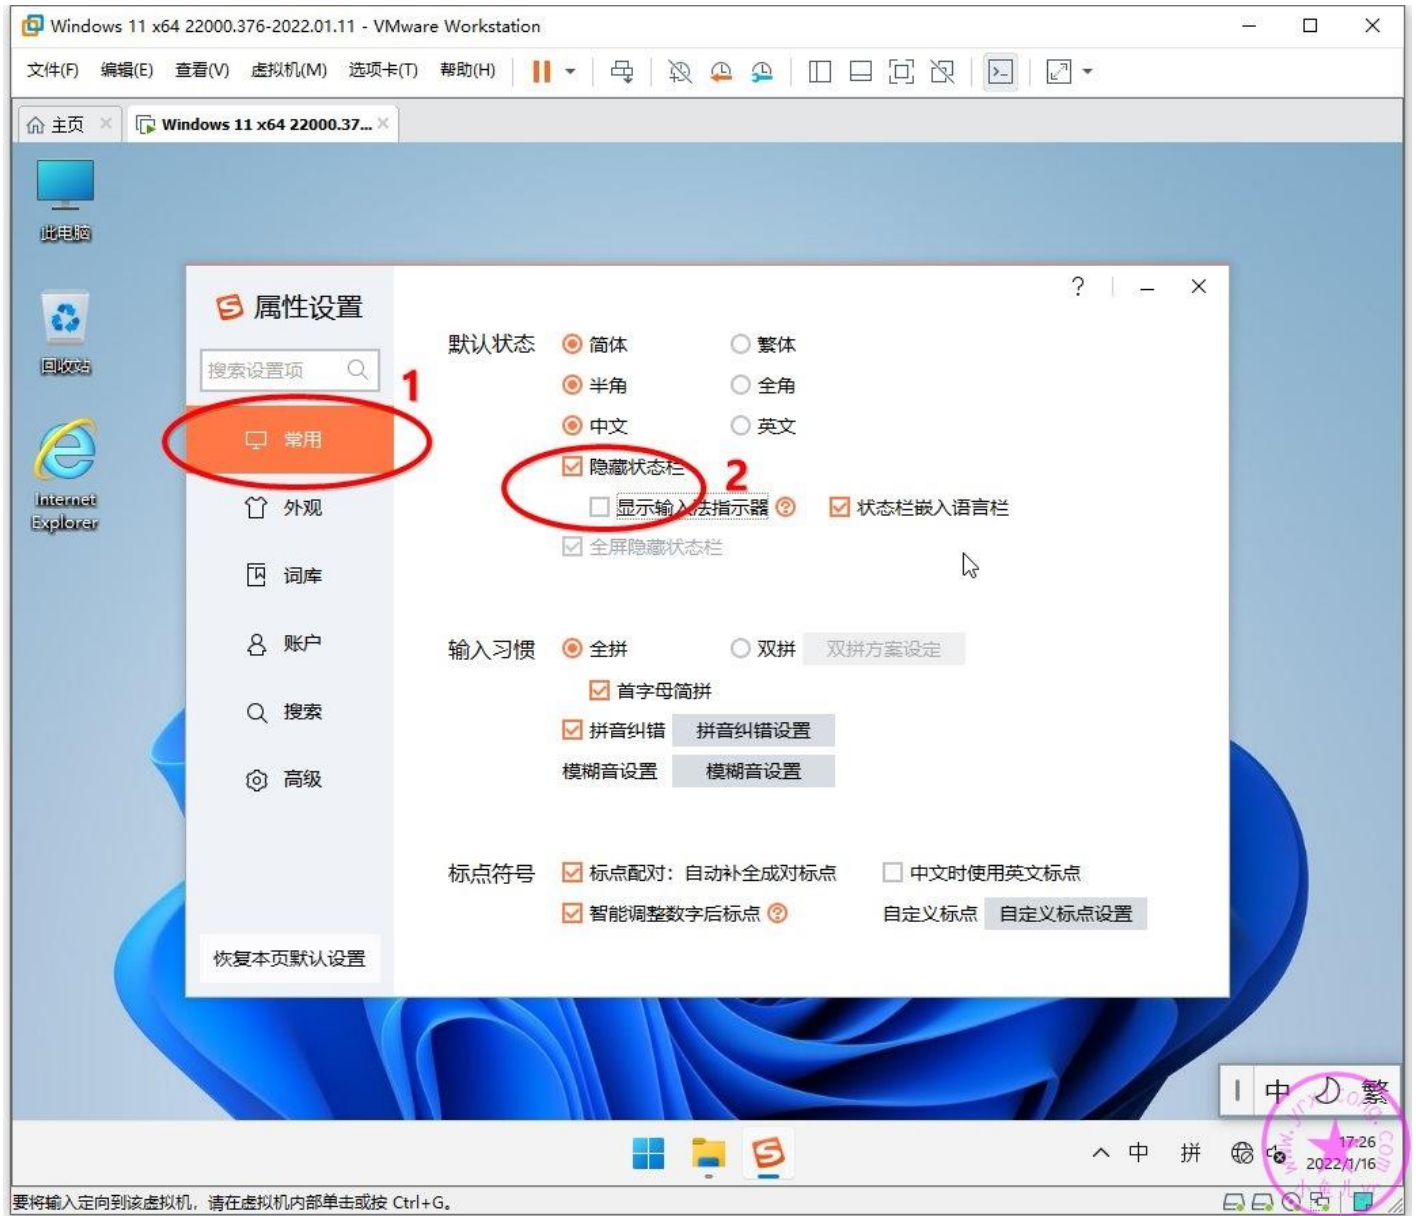 Windows 11 x64 22000.376-2022.01.11 - VMware Workstation
文件(F) 编辑(E) 查看(V) 虚拟机(M) 选项卡(T) 帮助(H)
主页 Windows 11 x64 22000.37...
此电脑
回收站
Internet
Explorer
属性设置
搜索设置项
1
常用
外观
词库
账户
搜索
高级
恢复本页默认设置
默认状态 简体 繁体
半角 全角
中文 英文
隐藏状态栏 2
显示输入法指示器 状态栏嵌入语言栏
全屏隐藏状态栏
输入习惯 全拼 双拼 双拼方案设定
首字母简拼
拼音纠错 拼音纠错设置
模糊音设置 模糊音设置
标点符号 标点配对：自动补全成对标点 中文时使用英文标点
智能调整数字后标点 自定义标点 自定义标点设置
中 繁
中 拼 17:26
2022/1/16
要将输入定向到该虚拟机，请在虚拟机内部单击或按 Ctrl+G。